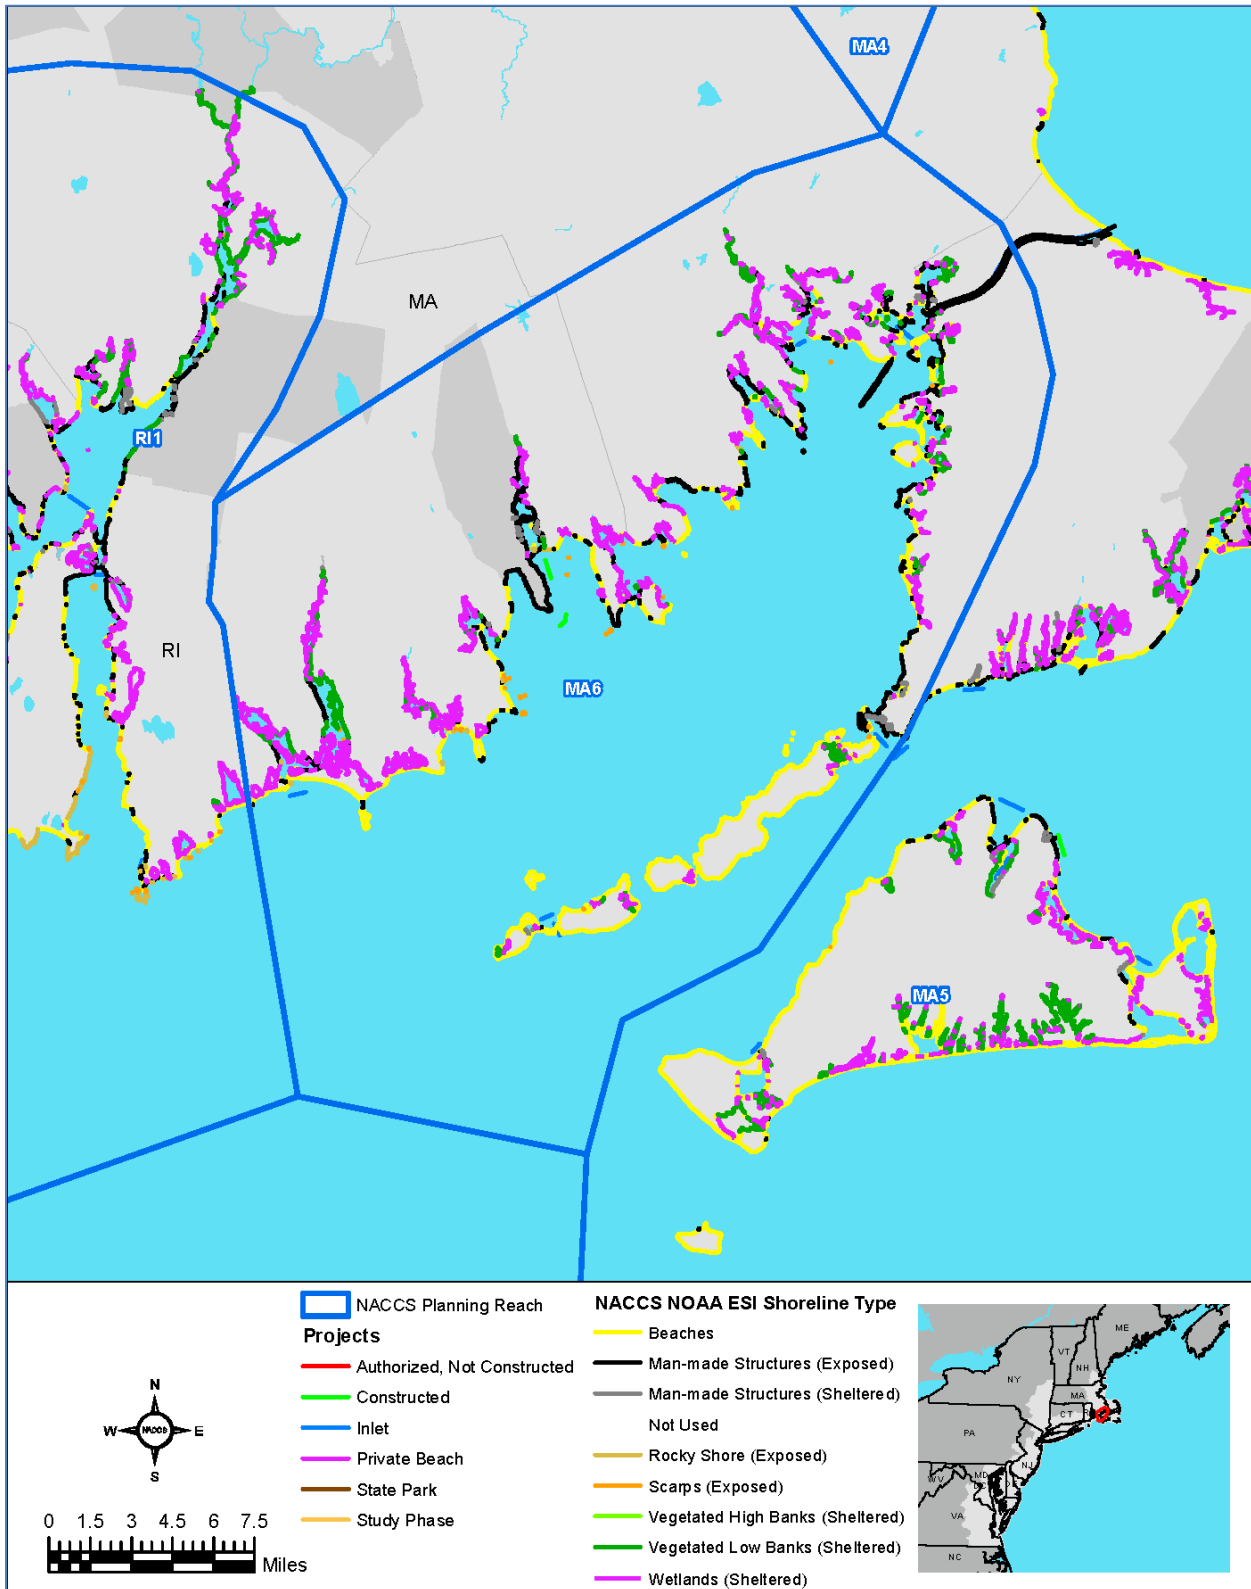 MA4
MA
RI1
RI
MA6
MA5
NACCS Planning Reach
Projects
Authorized, Not Constructed
Constructed
Inlet
Private Beach
State Park
Study Phase
NACCS NOAA ESI Shoreline Type
Beaches
Man-made Structures (Exposed)
Man-made Structures (Sheltered)
Not Used
Rocky Shore (Exposed)
Scarps (Exposed)
Vegetated High Banks (Sheltered)
Vegetated Low Banks (Sheltered)
Wetlands (Sheltered)
N
W NACCS E
S
0 1.5 3 4.5 6 7.5
Miles
ME
VT
NH
NY
MA
CT
PA
NJ
MD
WV
VA
NC